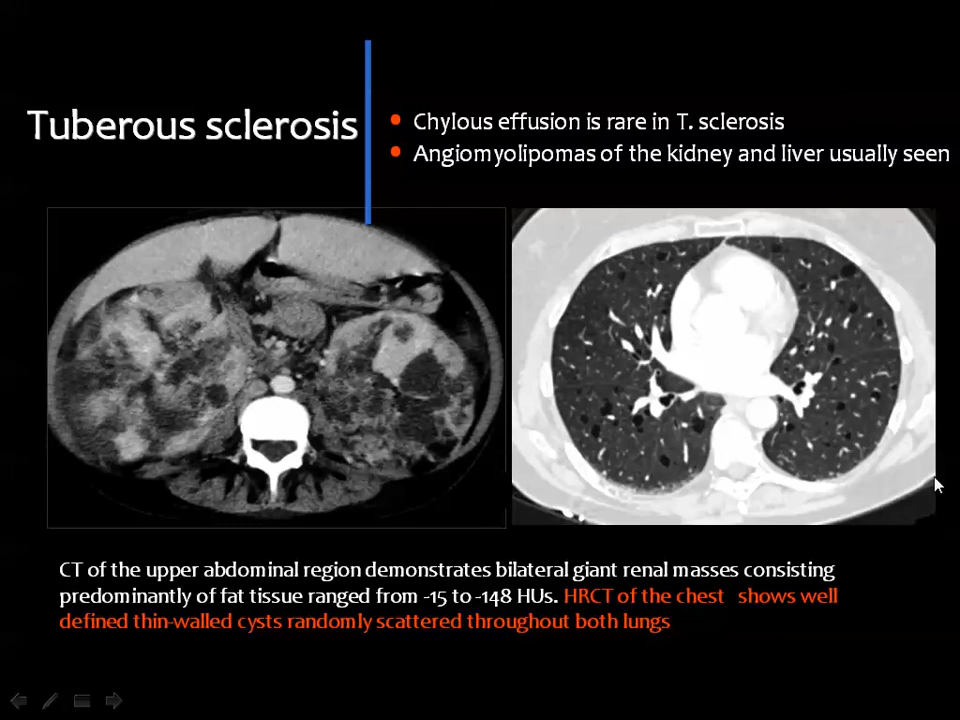 Tuberous sclerosis
• Chylous effusion is rare in T. sclerosis
• Angiomyolipomas of the kidney and liver usually seen
CT of the upper abdominal region demonstrates bilateral giant renal masses consisting
predominantly of fat tissue ranged from -15 to -148 HUs. HRCT of the chest shows well
defined thin-walled cysts randomly scattered throughout both lungs